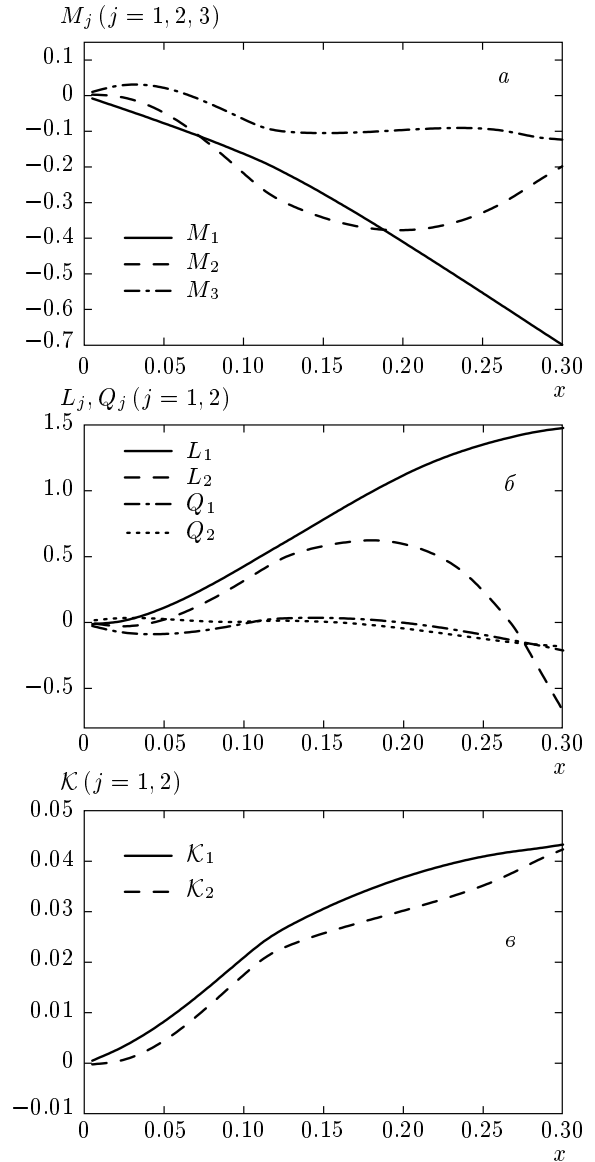 M_j (j = 1, 2, 3)
0.1
а
0
−0.1
−0.2
−0.3
−0.4
M_1
−0.5
M_2
−0.6
M_3
−0.7
0 0.05 0.10 0.15 0.20 0.25 0.30
x
L_j, Q_j (j = 1, 2)
1.5
L_1
L_2
б
1.0
Q_1
Q_2
0.5
0
−0.5
0 0.05 0.10 0.15 0.20 0.25 0.30
x
𝒦 (j = 1, 2)
0.05
𝒦_1
0.04
𝒦_2
0.03
в
0.02
0.01
0
−0.01
0 0.05 0.10 0.15 0.20 0.25 0.30
x